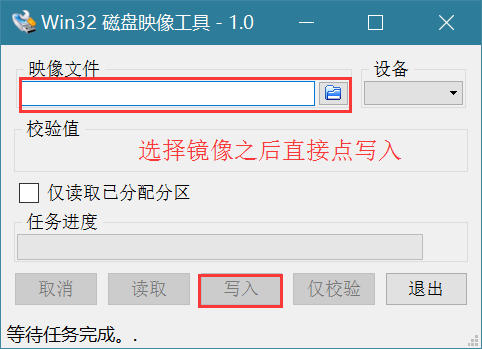 Win32 磁盘映像工具 - 1.0
映像文件
设备
校验值
选择镜像之后直接点写入
仅读取已分配分区
任务进度
取消 读取 写入 仅校验 退出
等待任务完成。.